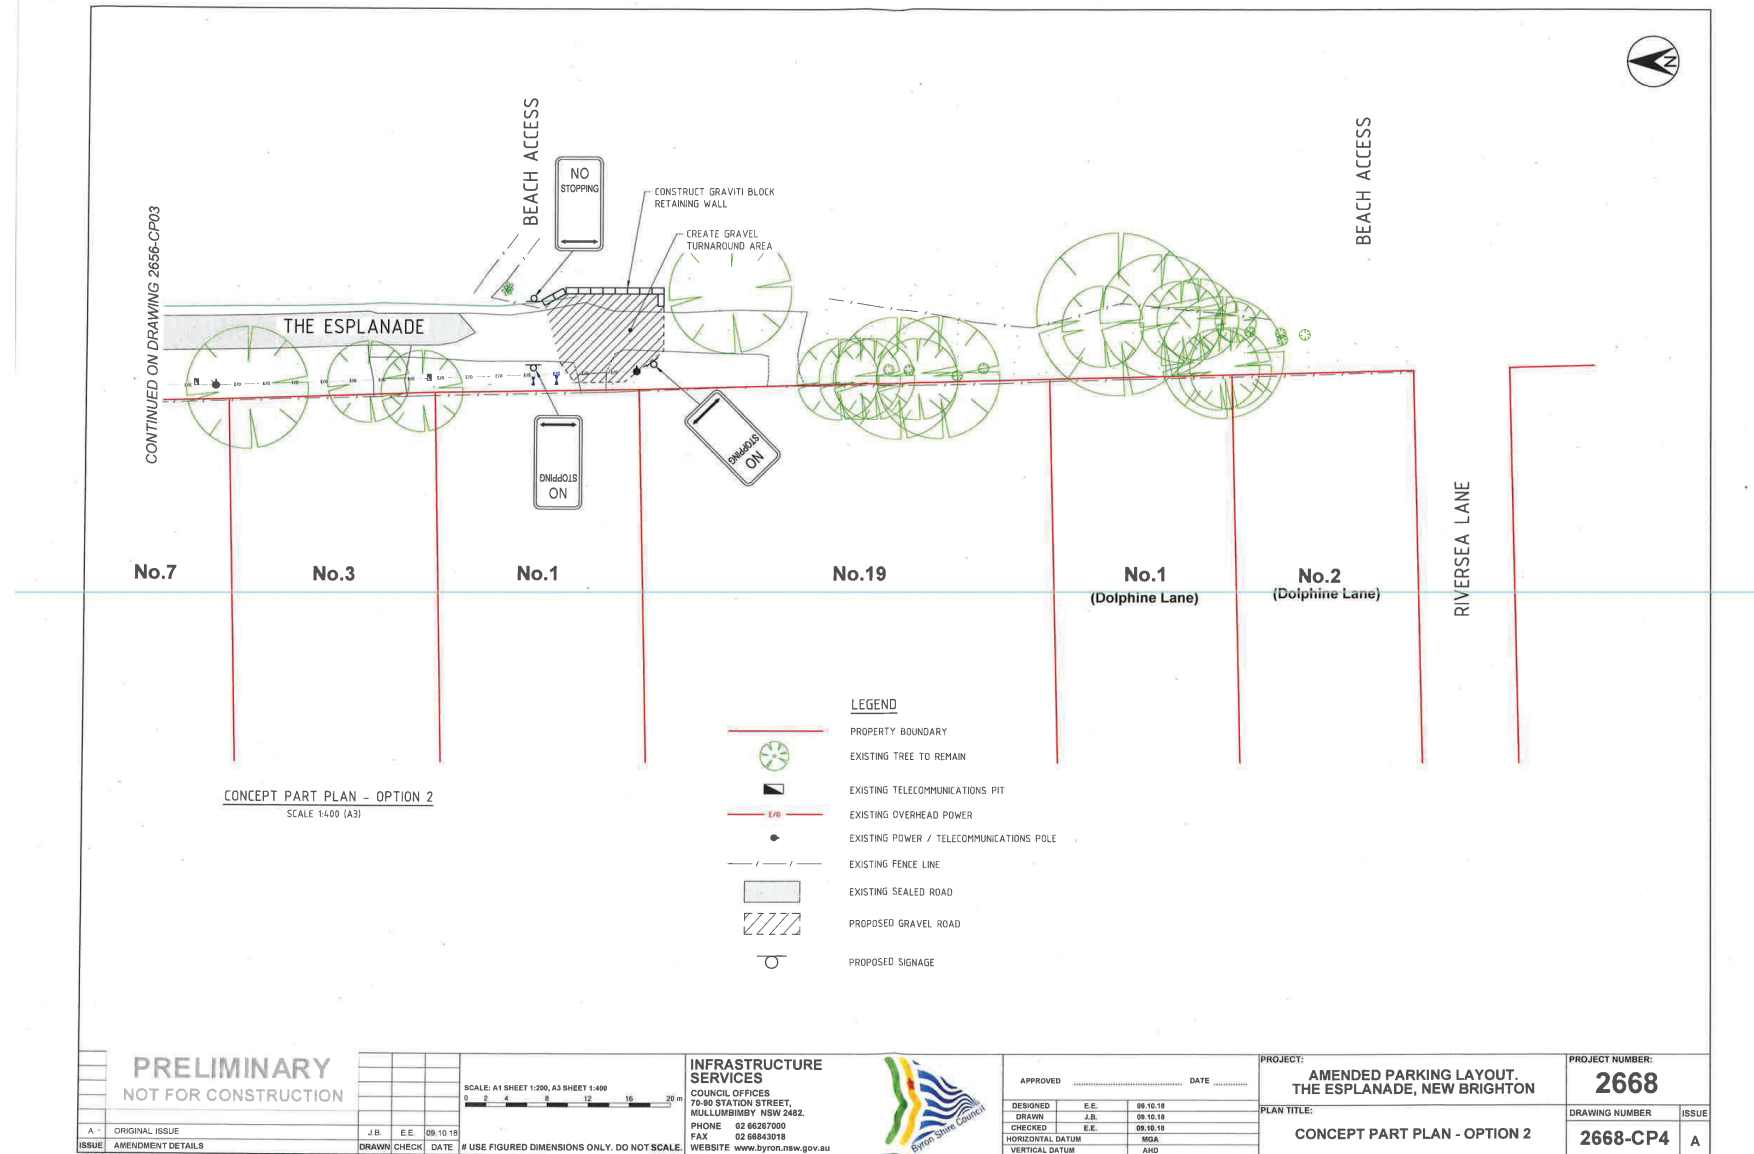 N
BEACH ACCESS
BEACH ACCESS
NO
STOPPING
CONSTRUCT GRAVITI BLOCK
RETAINING WALL
CREATE GRAVEL
TURNAROUND AREA
CONTINUED ON DRAWING 2656-CP03
THE ESPLANADE
E/O
E/O
E/O
E/O
E/O
E/O
NO
STOPPING
NO
STOPPING
No.7
No.3
No.1
No.19
No.1
(Dolphine Lane)
No.2
(Dolphine Lane)
RIVERSEA LANE
LEGEND
PROPERTY BOUNDARY
EXISTING TREE TO REMAIN
EXISTING TELECOMMUNICATIONS PIT
E/O
EXISTING OVERHEAD POWER
EXISTING POWER / TELECOMMUNICATIONS POLE
EXISTING FENCE LINE
EXISTING SEALED ROAD
PROPOSED GRAVEL ROAD
PROPOSED SIGNAGE
CONCEPT PART PLAN - OPTION 2
SCALE 1:400 (A3)
PRELIMINARY
NOT FOR CONSTRUCTION
A ORIGINAL ISSUE J.B. E.E. 09.10.18
ISSUE AMENDMENT DETAILS DRAWN CHECK DATE
SCALE: A1 SHEET 1:200, A3 SHEET 1:400
0 2 4 8 12 16 20 m
# USE FIGURED DIMENSIONS ONLY. DO NOT SCALE.
INFRASTRUCTURE
SERVICES
COUNCIL OFFICES
70-90 STATION STREET,
MULLUMBIMBY NSW 2482.
PHONE 02 66267000
FAX 02 66843018
WEBSITE www.byron.nsw.gov.au
Byron Shire Council
APPROVED DATE
DESIGNED E.E. 09.10.18
DRAWN J.B. 09.10.18
CHECKED E.E. 09.10.18
HORIZONTAL DATUM MGA
VERTICAL DATUM AHD
PROJECT:
AMENDED PARKING LAYOUT.
THE ESPLANADE, NEW BRIGHTON
PLAN TITLE:
CONCEPT PART PLAN - OPTION 2
PROJECT NUMBER:
2668
DRAWING NUMBER ISSUE
2668-CP4 A